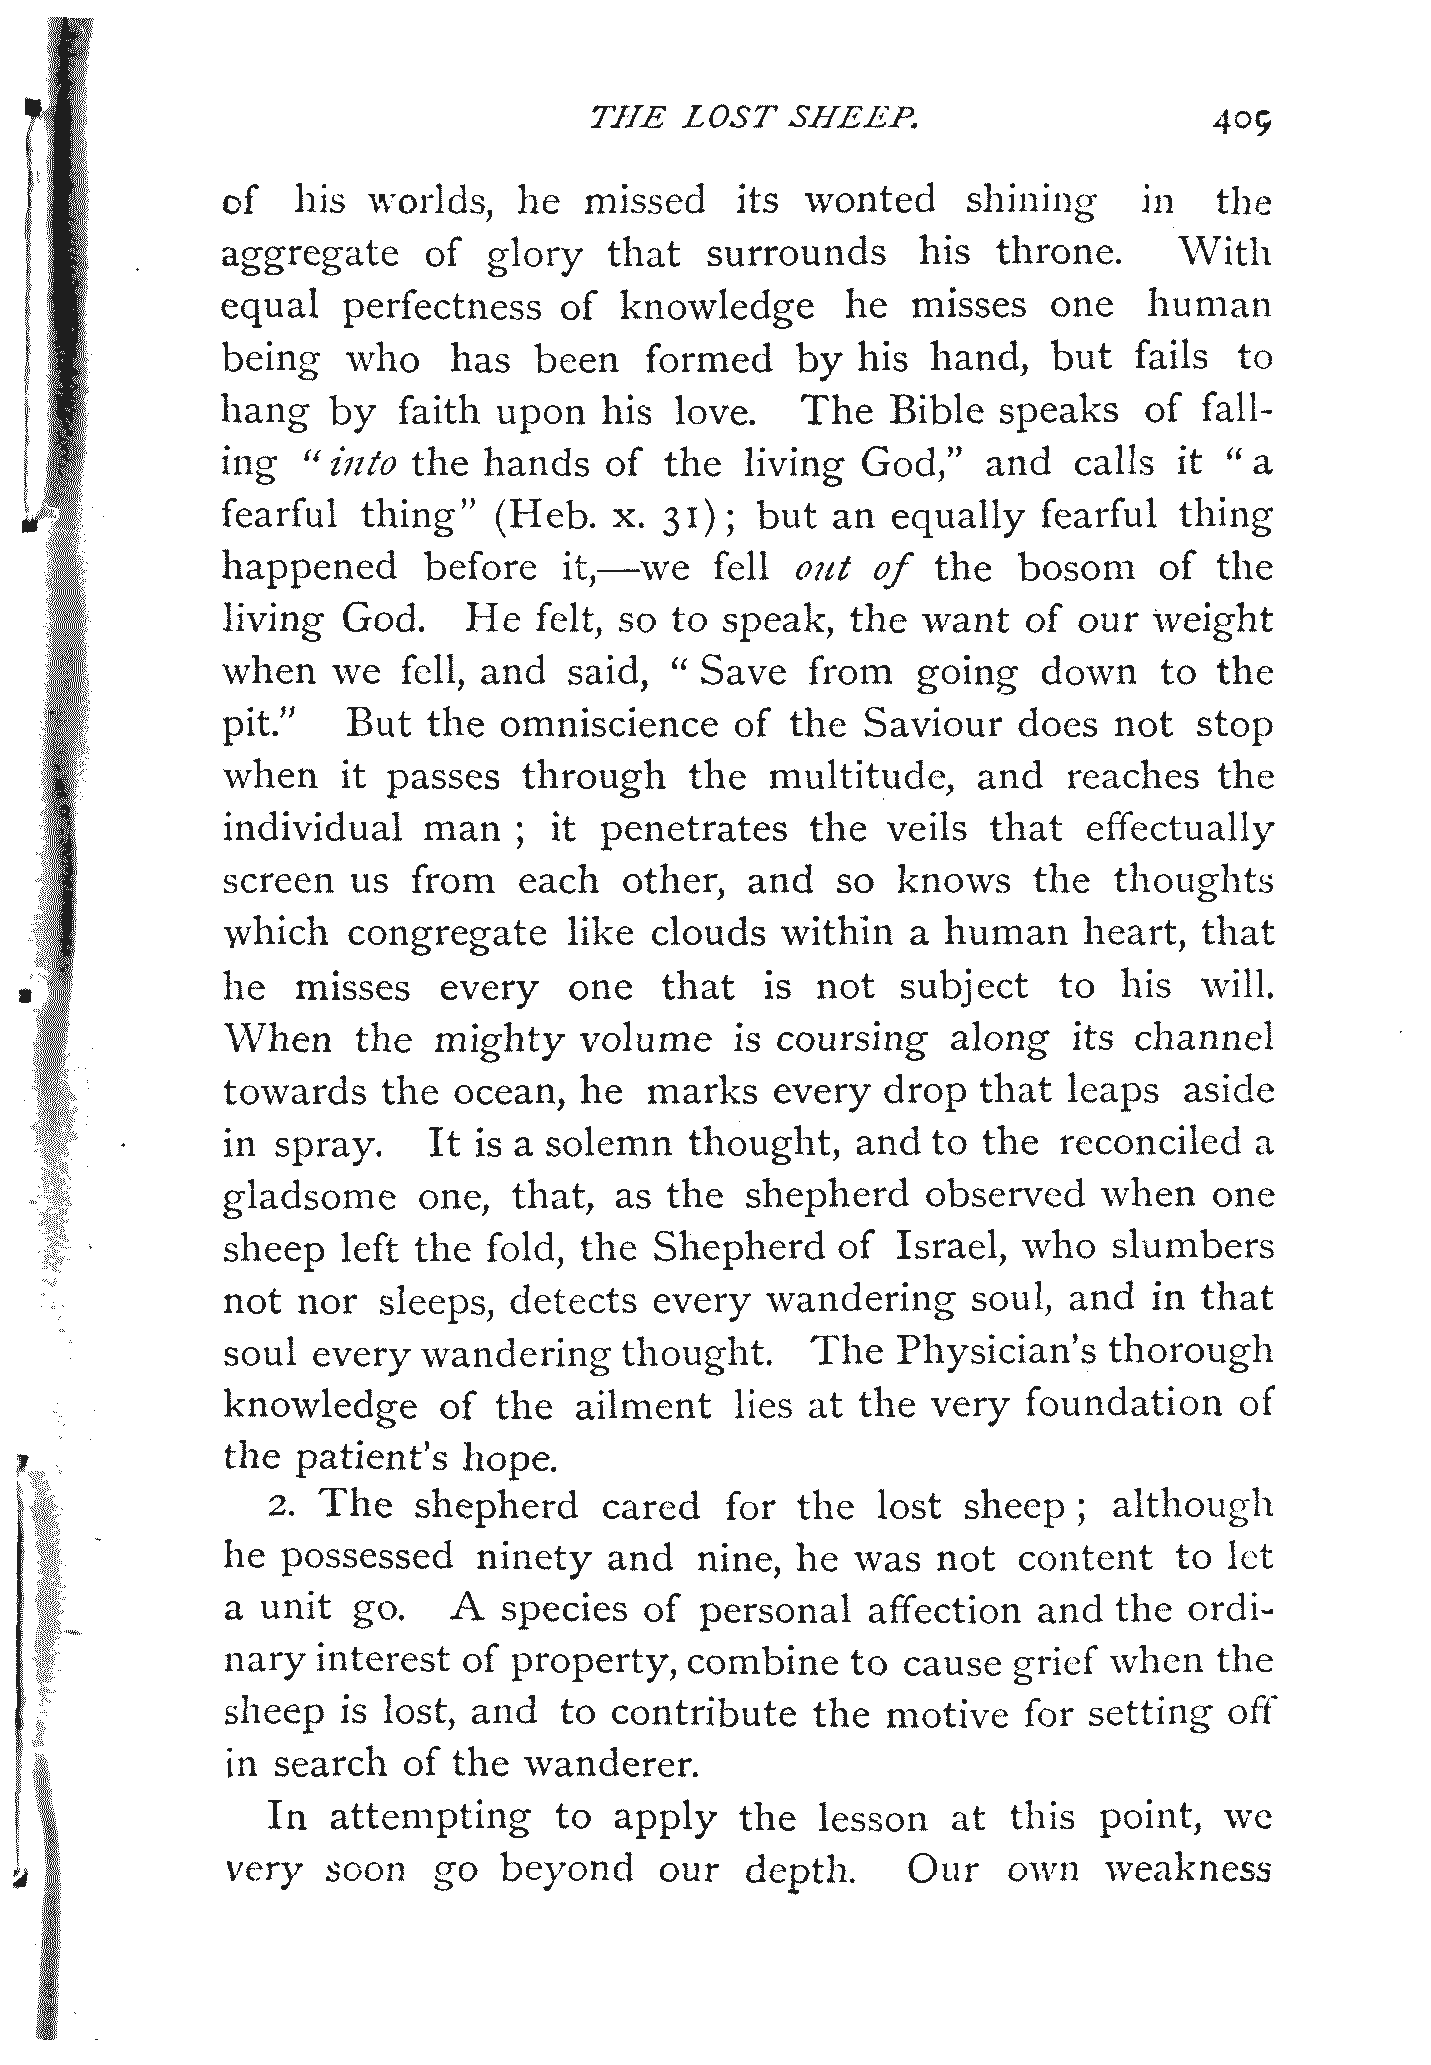 THE LOST SHEEP. 409
of his worlds, he missed its wonted shining in the
aggregate of glory that surrounds his throne. With
equal perfectness of knowledge he misses one human
being who has been formed by his hand, but fails to
hang by faith upon his love. The Bible speaks of fall-
ing “into the hands of the living God,” and calls it “a
fearful thing” (Heb. x. 31); but an equally fearful thing
happened before it,—we fell out of the bosom of the
living God. He felt, so to speak, the want of our weight
when we fell, and said, “Save from going down to the
pit.” But the omniscience of the Saviour does not stop
when it passes through the multitude, and reaches the
individual man; it penetrates the veils that effectually
screen us from each other, and so knows the thoughts
which congregate like clouds within a human heart, that
he misses every one that is not subject to his will.
When the mighty volume is coursing along its channel
towards the ocean, he marks every drop that leaps aside
in spray. It is a solemn thought, and to the reconciled a
gladsome one, that, as the shepherd observed when one
sheep left the fold, the Shepherd of Israel, who slumbers
not nor sleeps, detects every wandering soul, and in that
soul every wandering thought. The Physician's thorough
knowledge of the ailment lies at the very foundation of
the patient's hope.
2. The shepherd cared for the lost sheep; although
he possessed ninety and nine, he was not content to let
a unit go. A species of personal affection and the ordi-
nary interest of property, combine to cause grief when the
sheep is lost, and to contribute the motive for setting off
in search of the wanderer.
In attempting to apply the lesson at this point, we
very soon go beyond our depth. Our own weakness